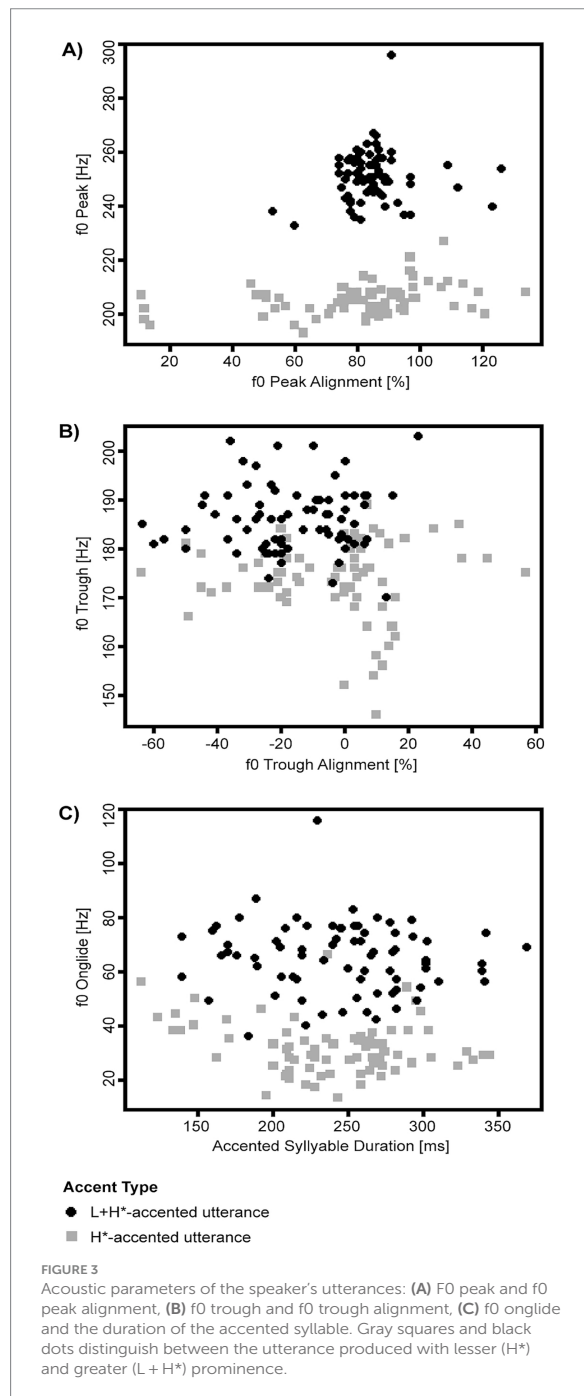 A)
f0 Peak [Hz]
300
280
260
240
220
200
20 40 60 80 100 120
f0 Peak Alignment [%]
B)
f0 Trough [Hz]
200
190
180
170
160
150
-60 -40 -20 0 20 40 60
f0 Trough Alignment [%]
C)
f0 Onglide [Hz]
120
100
80
60
40
20
150 200 250 300 350
Accented Syllyable Duration [ms]
Accent Type
L+H*-accented utterance
H*-accented utterance
FIGURE 3
Acoustic parameters of the speaker's utterances: (A) F0 peak and f0
peak alignment, (B) f0 trough and f0 trough alignment, (C) f0 onglide
and the duration of the accented syllable. Gray squares and black
dots distinguish between the utterance produced with lesser (H*)
and greater (L + H*) prominence.